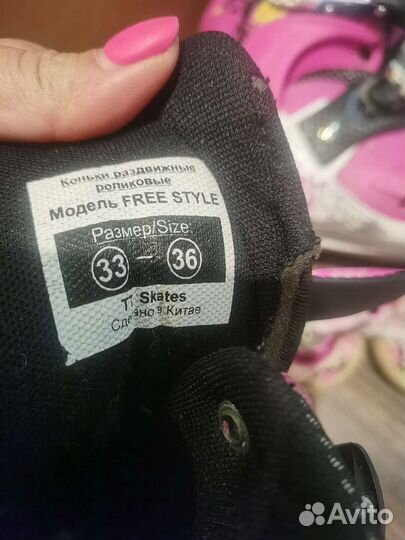 Коньки раздвижные
роликовые
Модель FREE STYLE
Размер/Size:
33 – 36
Skates
в Китае
Avito